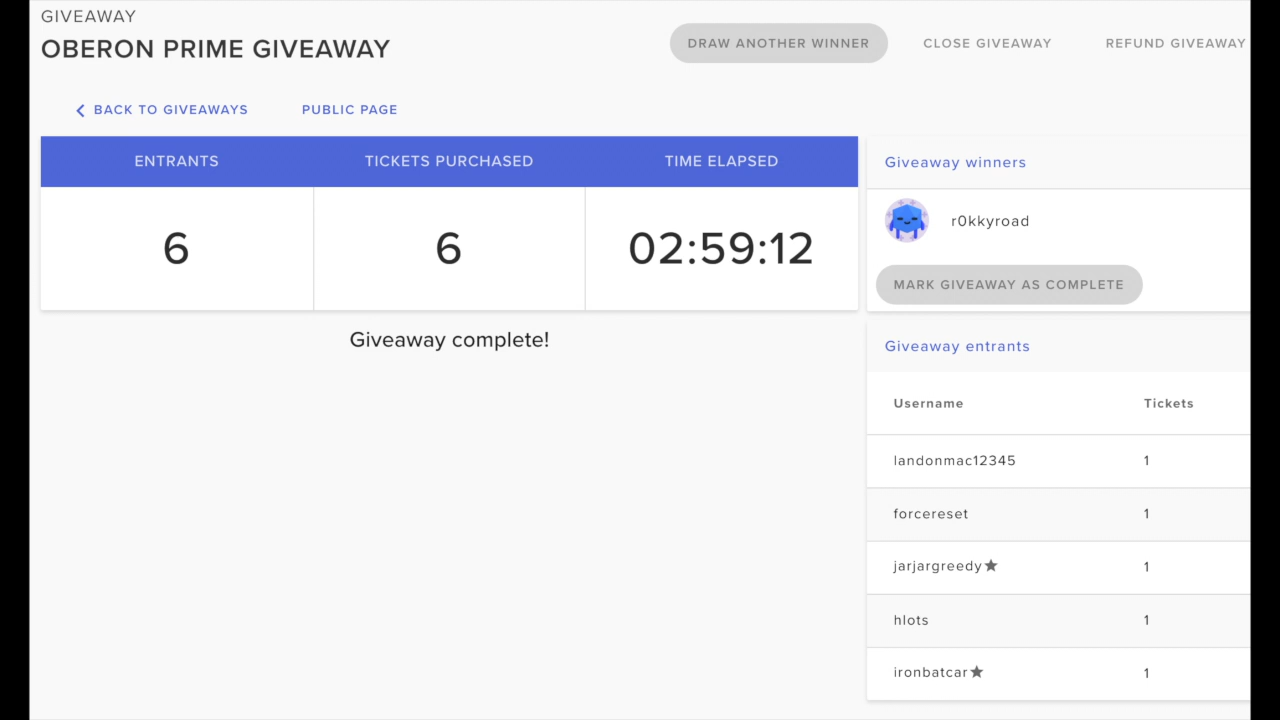 GIVEAWAY
OBERON PRIME GIVEAWAY
DRAW ANOTHER WINNER
CLOSE GIVEAWAY
REFUND GIVEAWAY
BACK TO GIVEAWAYS
PUBLIC PAGE
ENTRANTS
TICKETS PURCHASED
TIME ELAPSED
6
6
02:59:12
Giveaway complete!
Giveaway winners
r0kkyroad
MARK GIVEAWAY AS COMPLETE
Giveaway entrants
Username Tickets
landonmac12345 1
forcereset 1
jarjargreedy★ 1
hlots 1
ironbatcar★ 1